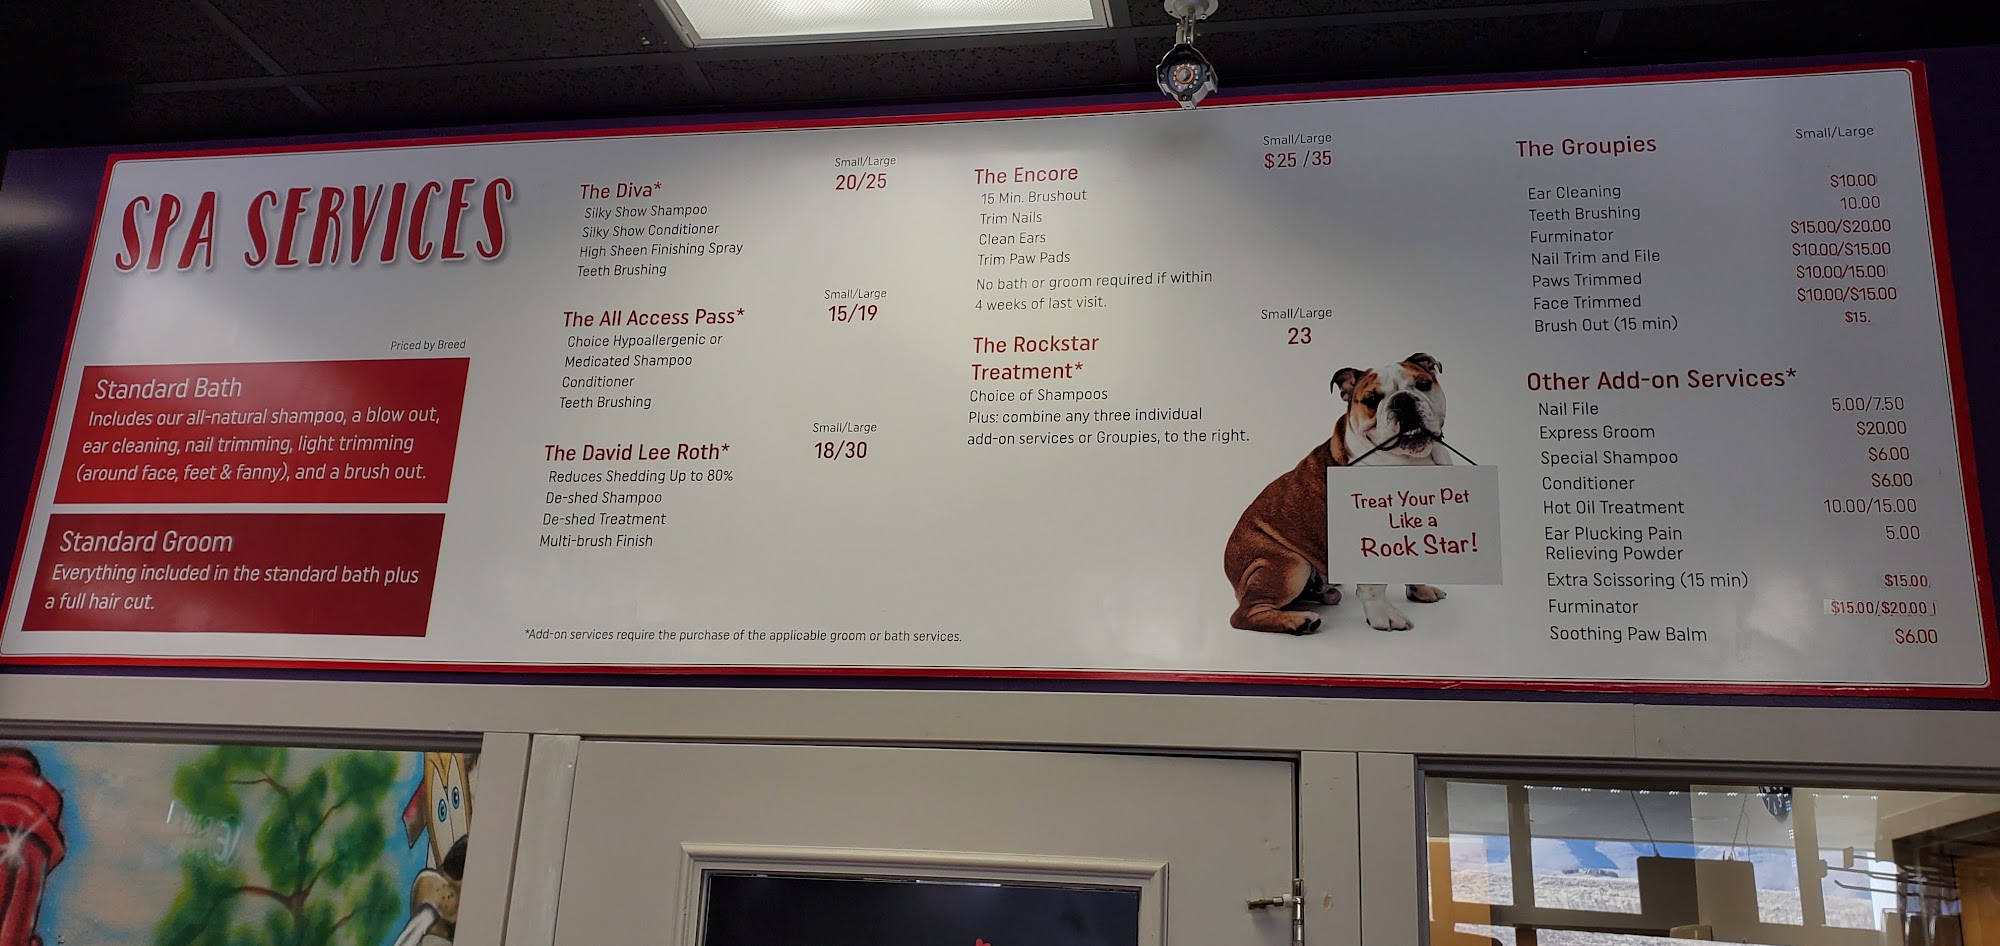 SPA SERVICES
Priced by Breed
Standard Bath
Includes our all-natural shampoo, a blow out,
ear cleaning, nail trimming, light trimming
(around face, feet & fanny), and a brush out.
Standard Groom
Everything included in the standard bath plus
a full hair cut.
Small/Large
The Diva* 20/25
Silky Show Shampoo
Silky Show Conditioner
High Sheen Finishing Spray
Teeth Brushing
Small/Large
The All Access Pass* 15/19
Choice Hypoallergenic or
Medicated Shampoo
Conditioner
Teeth Brushing
Small/Large
The David Lee Roth* 18/30
Reduces Shedding Up to 80%
De-shed Shampoo
De-shed Treatment
Multi-brush Finish
*Add-on services require the purchase of the applicable groom or bath services.
Small/Large
The Encore $25 /35
15 Min. Brushout
Trim Nails
Clean Ears
Trim Paw Pads
No bath or groom required if within
4 weeks of last visit.
Small/Large
The Rockstar 23
Treatment*
Choice of Shampoos
Plus: combine any three individual
add-on services or Groupies, to the right.
Treat Your Pet
Like a
Rock Star!
The Groupies Small/Large
Ear Cleaning $10.00
Teeth Brushing 10.00
Furminator $15.00/$20.00
Nail Trim and File $10.00/$15.00
Paws Trimmed $10.00/15.00
Face Trimmed $10.00/$15.00
Brush Out (15 min) $15.
Other Add-on Services*
Nail File 5.00/7.50
Express Groom $20.00
Special Shampoo $6.00
Conditioner $6.00
Hot Oil Treatment 10.00/15.00
Ear Plucking Pain 5.00
Relieving Powder
Extra Scissoring (15 min) $15.00
Furminator $15.00/$20.00
Soothing Paw Balm $6.00